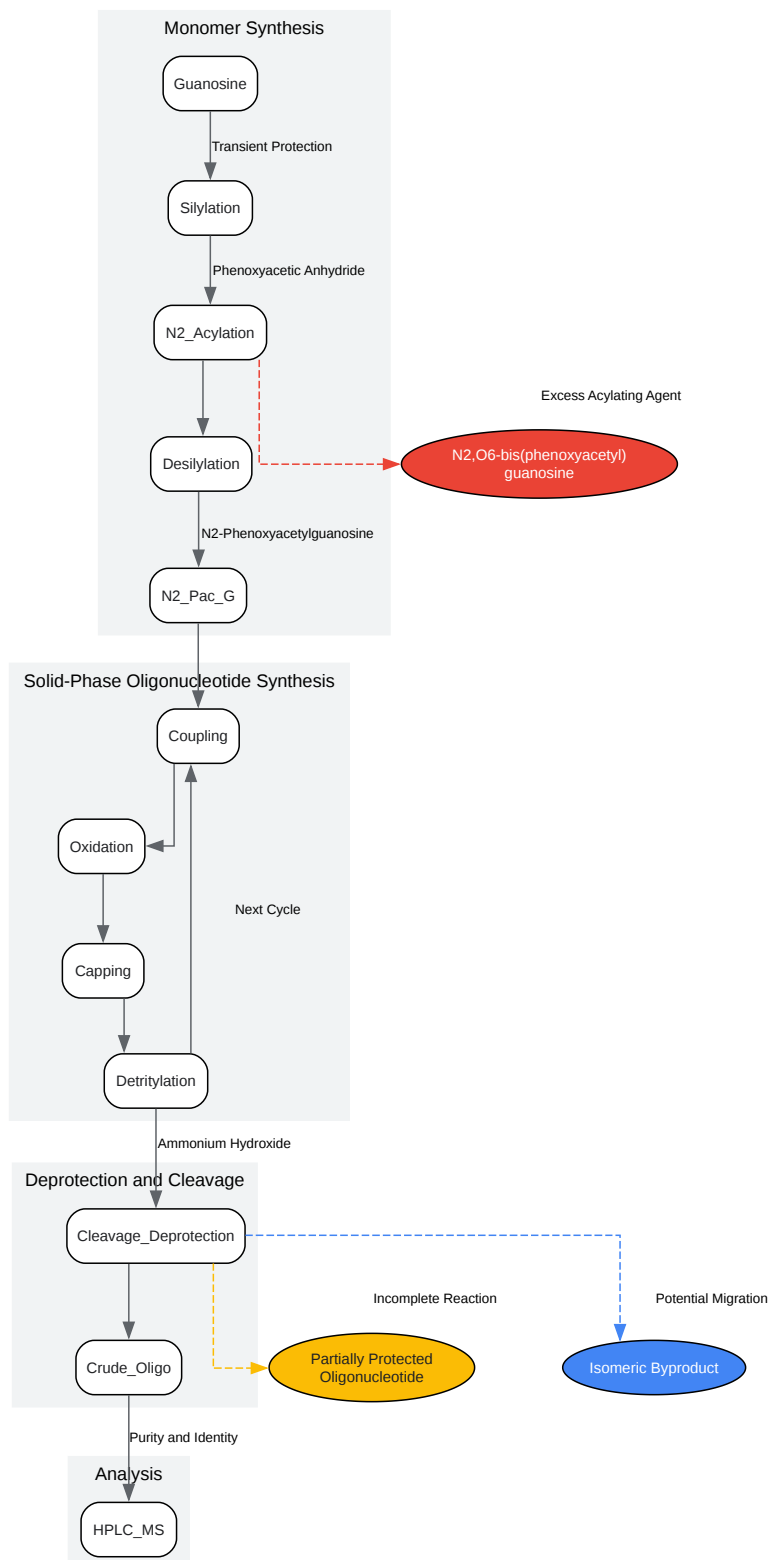 Monomer Synthesis
Guanosine
Transient Protection
Silylation
Phenoxyacetic Anhydride
N2_Acylation
Excess Acylating Agent
Desilylation
N2,O6-bis(phenoxyacetyl)
guanosine
N2-Phenoxyacetylguanosine
N2_Pac_G
Solid-Phase Oligonucleotide Synthesis
Coupling
Oxidation
Next Cycle
Capping
Detritylation
Ammonium Hydroxide
Deprotection and Cleavage
Cleavage_Deprotection
Incomplete Reaction
Potential Migration
Crude_Oligo
Partially Protected
Oligonucleotide
Isomeric Byproduct
Purity and Identity
Analysis
HPLC_MS